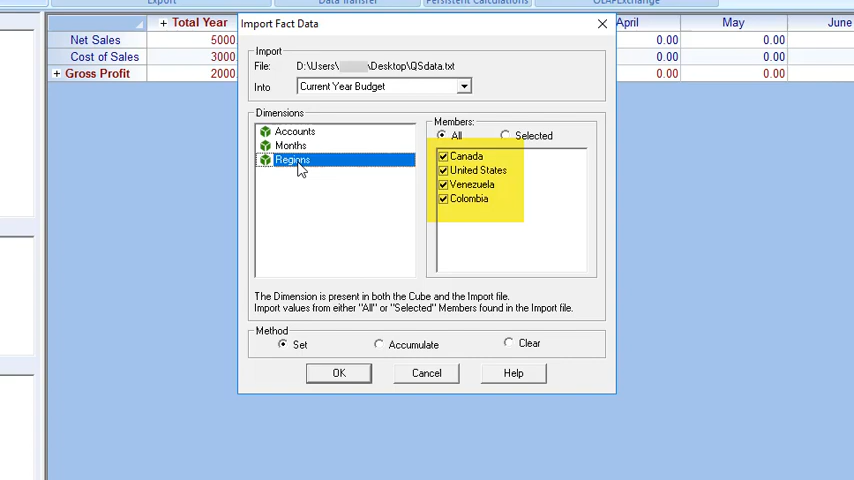 Export
Data Transfer
Persistent Calculations
OLAPExchange
+ Total Year
April
May
June
Net Sales
5000.
0.00
0.00
Cost of Sales
3000.
0.00
0.00
+ Gross Profit
2000.
0.00
0.00
Import Fact Data
Import
File: D:\Users\ \Desktop\QSdata.txt
Into Current Year Budget
Dimensions
Accounts
Months
Regions
Members:
All Selected
Canada
United States
Venezuela
Colombia
The Dimension is present in both the Cube and the Import file.
Import values from either "All" or "Selected" Members found in the Import file.
Method
Set Accumulate Clear
OK Cancel Help